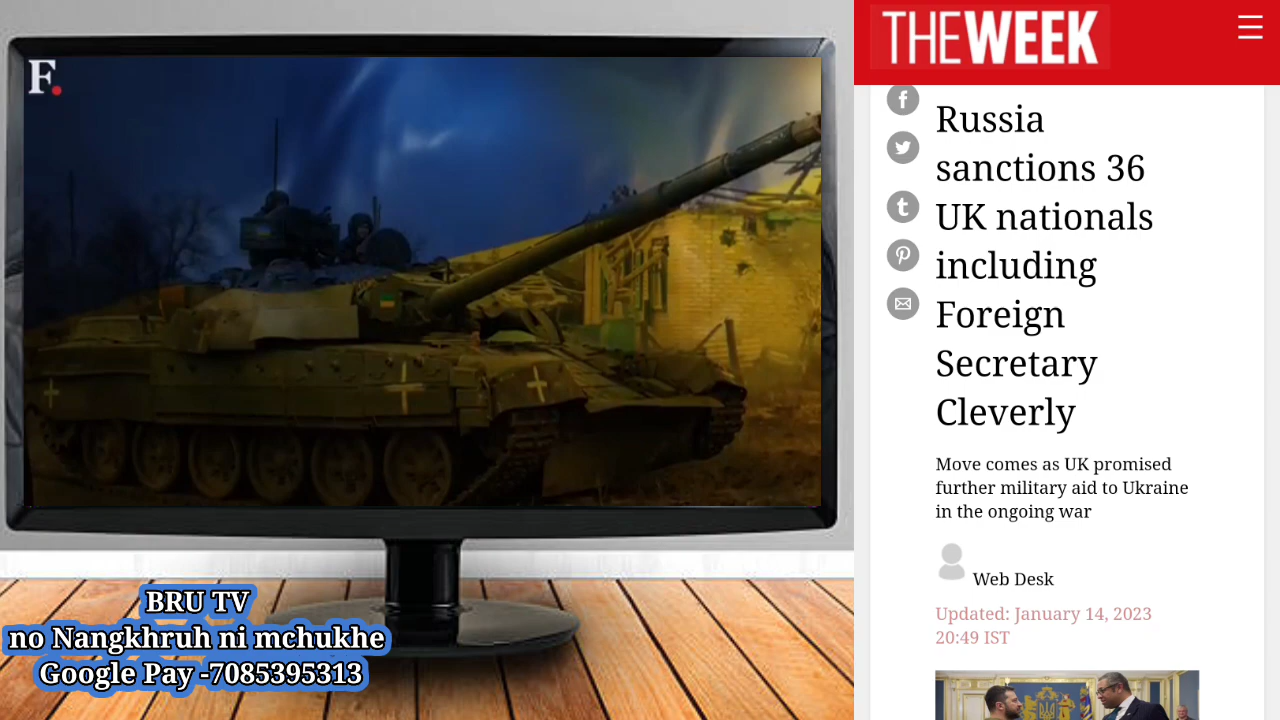 F.
BRU TV
no Nangkhruh ni mchukhe
Google Pay -7085395313
THEWEEK
Russia
sanctions 36
UK nationals
including
Foreign
Secretary
Cleverly
Move comes as UK promised
further military aid to Ukraine
in the ongoing war
Web Desk
Updated: January 14, 2023
20:49 IST